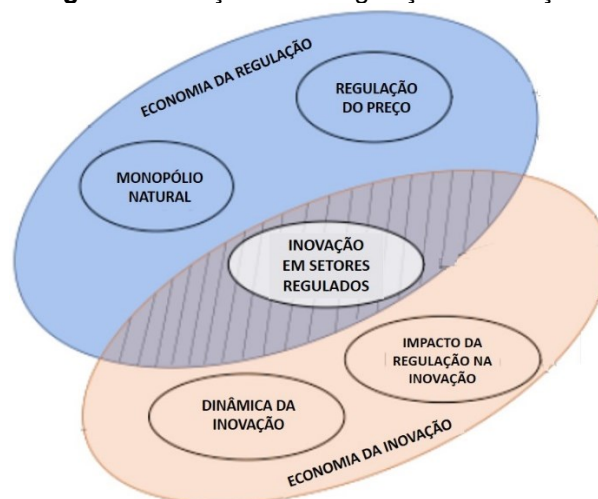 ECONOMIA DA REGULAÇÃO
REGULAÇÃO
DO PREÇO
MONOPÓLIO
NATURAL
INOVAÇÃO
EM SETORES
REGULADOS
IMPACTO DA
REGULAÇÃO NA
INOVAÇÃO
DINÂMICA DA
INOVAÇÃO
ECONOMIA DA INOVAÇÃO